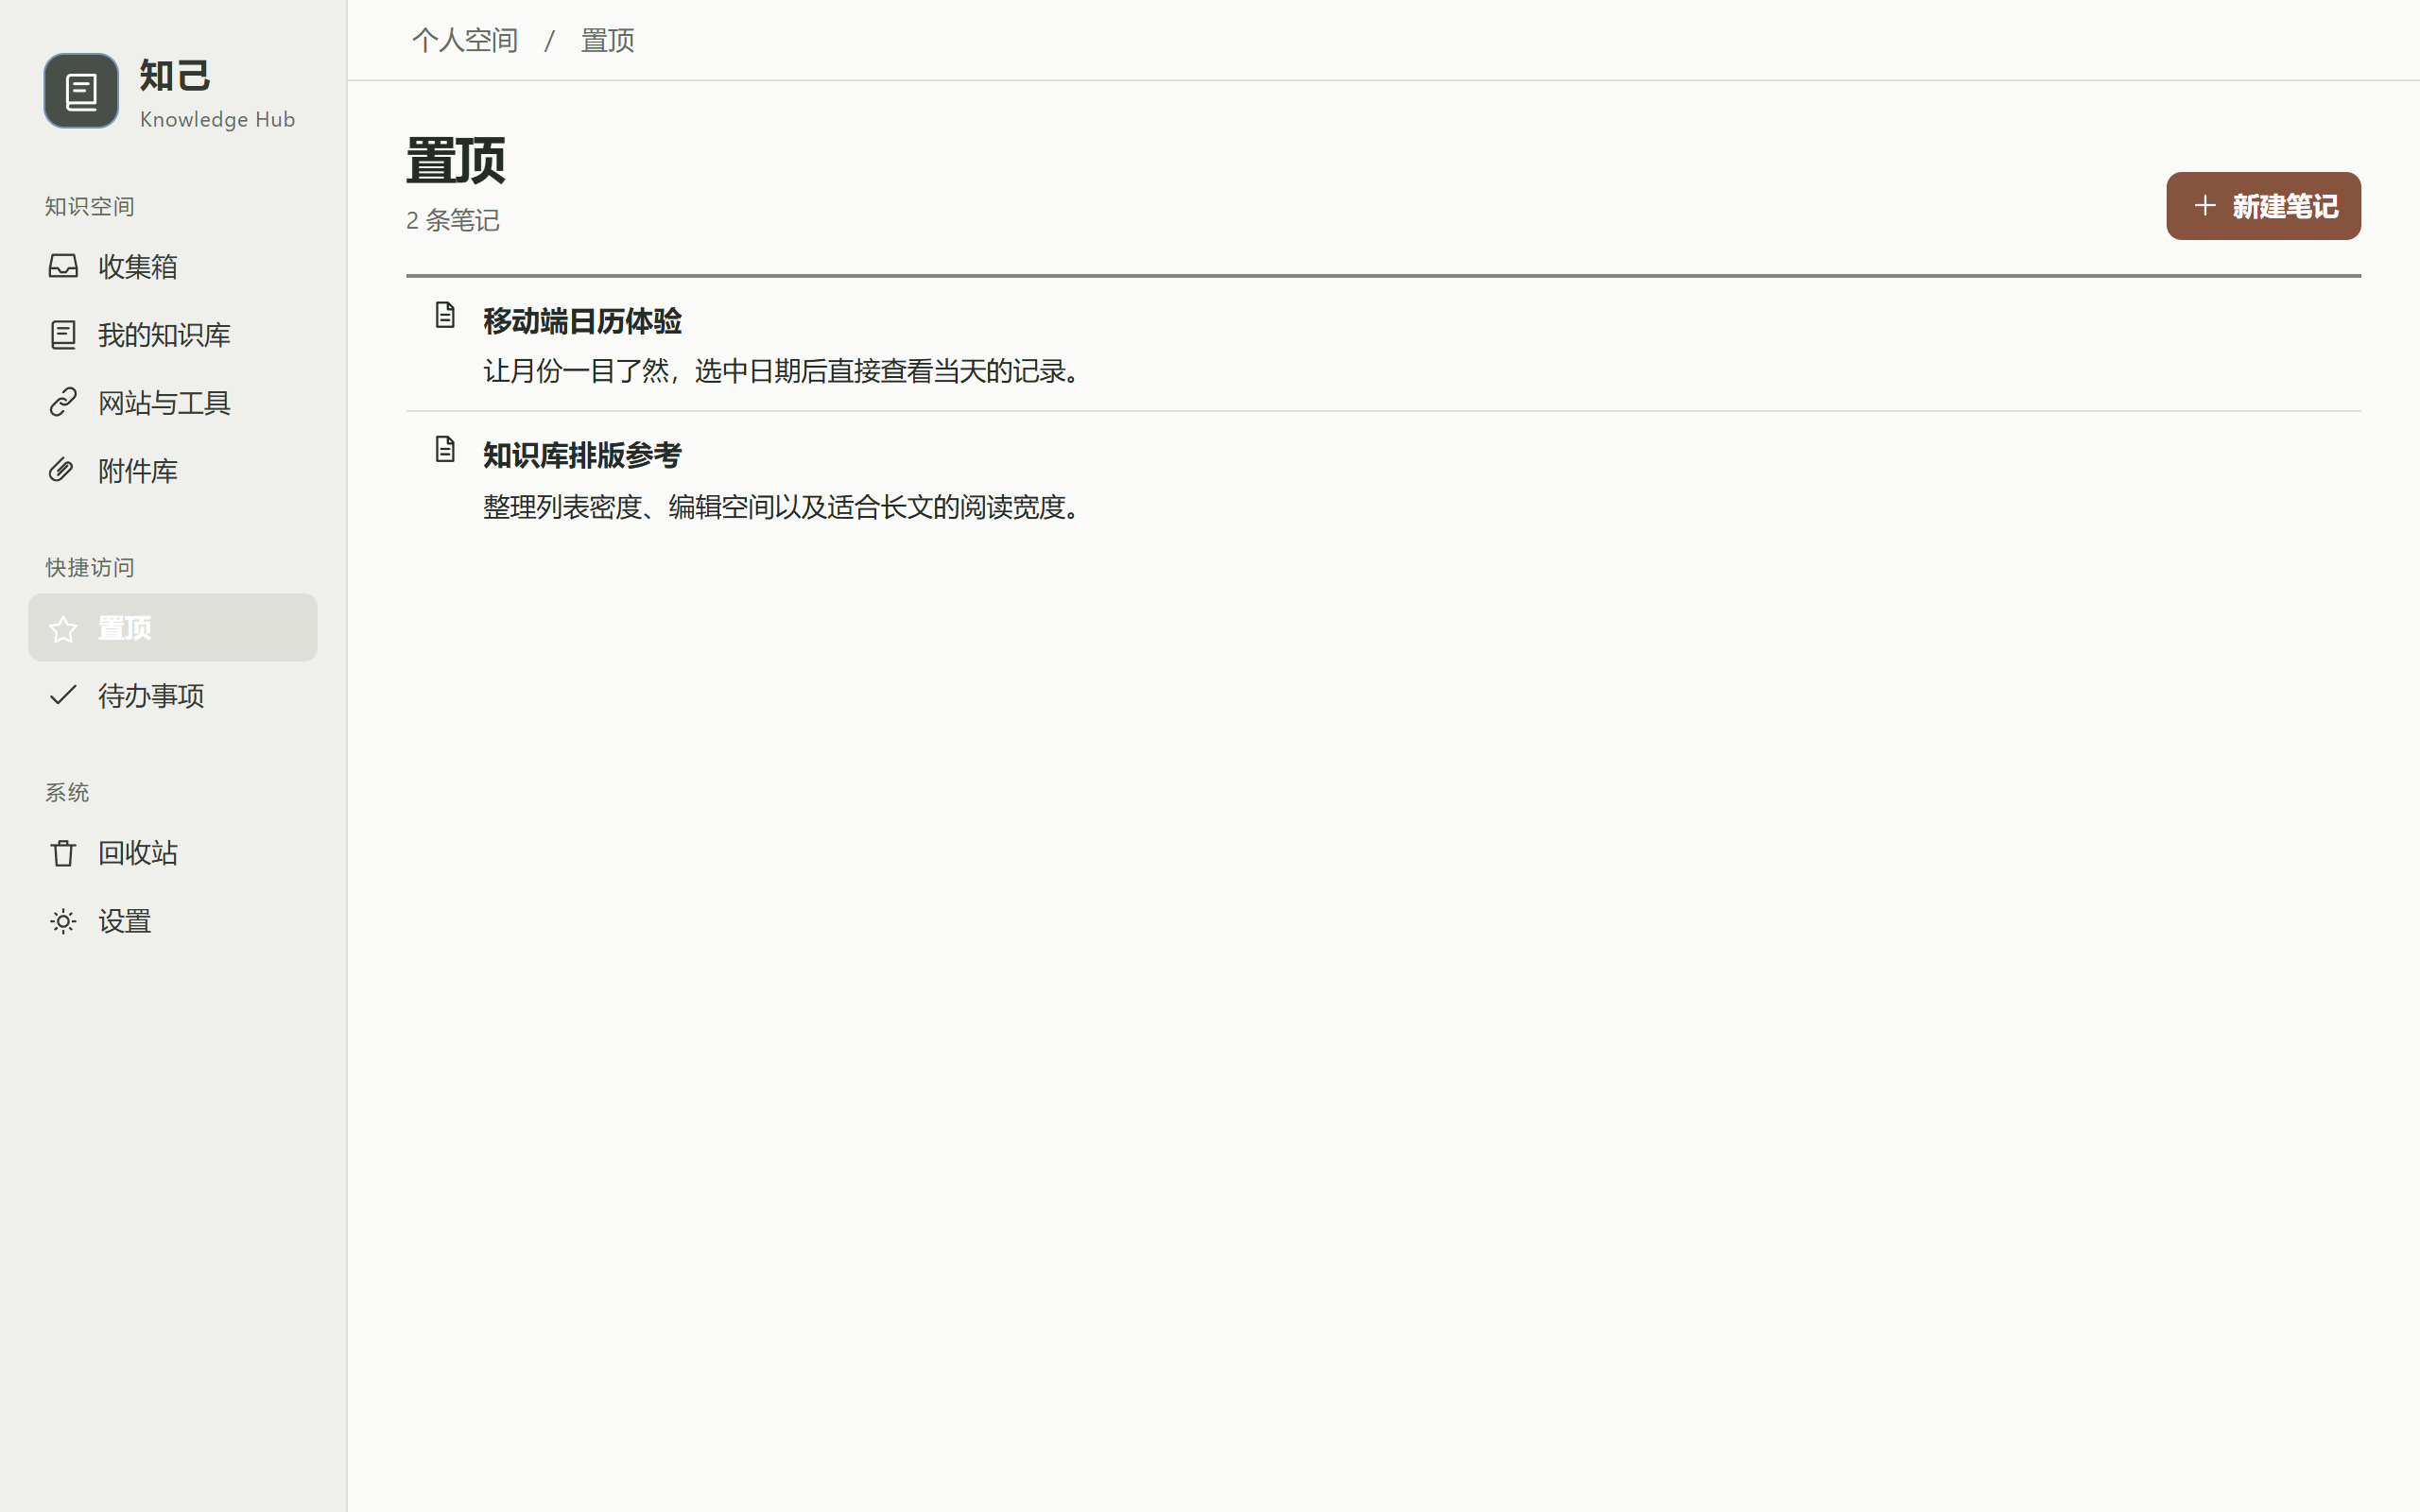 知己
Knowledge Hub
知识空间
收集箱
我的知识库
网站与工具
附件库
快捷访问
置顶
待办事项
系统
回收站
设置
个人空间 / 置顶
置顶
2 条笔记
新建笔记
移动端日历体验
让月份一目了然，选中日期后直接查看当天的记录。
知识库排版参考
整理列表密度、编辑空间以及适合长文的阅读宽度。